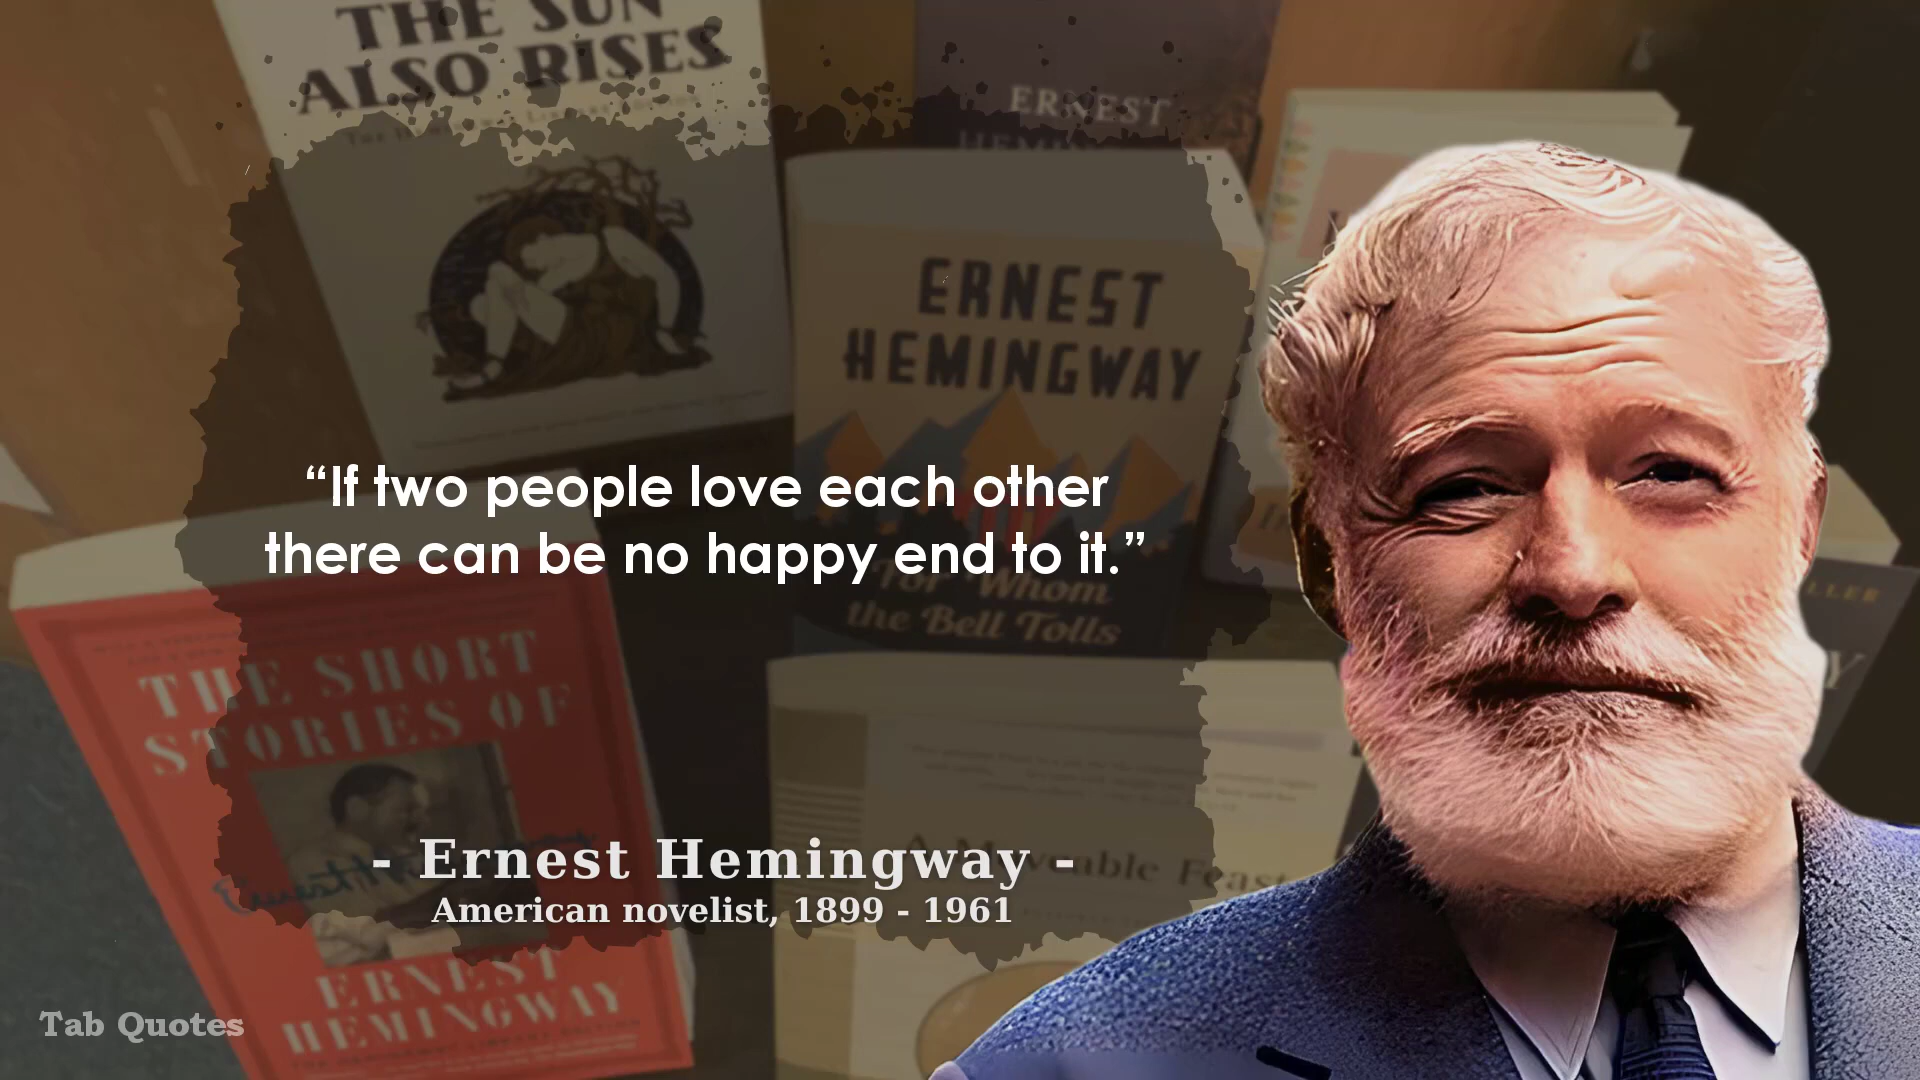 THE SUN
ALSO RISES
ERNEST
ERNEST
HEMINGWAY
“If two people love each other
there can be no happy end to it.”
For Whom
the Bell Tolls
THE SHORT
STORIES OF
- Ernest Hemingway -
A Moveable Feast
American novelist, 1899 - 1961
ERNEST
HEMINGWAY
Tab Quotes